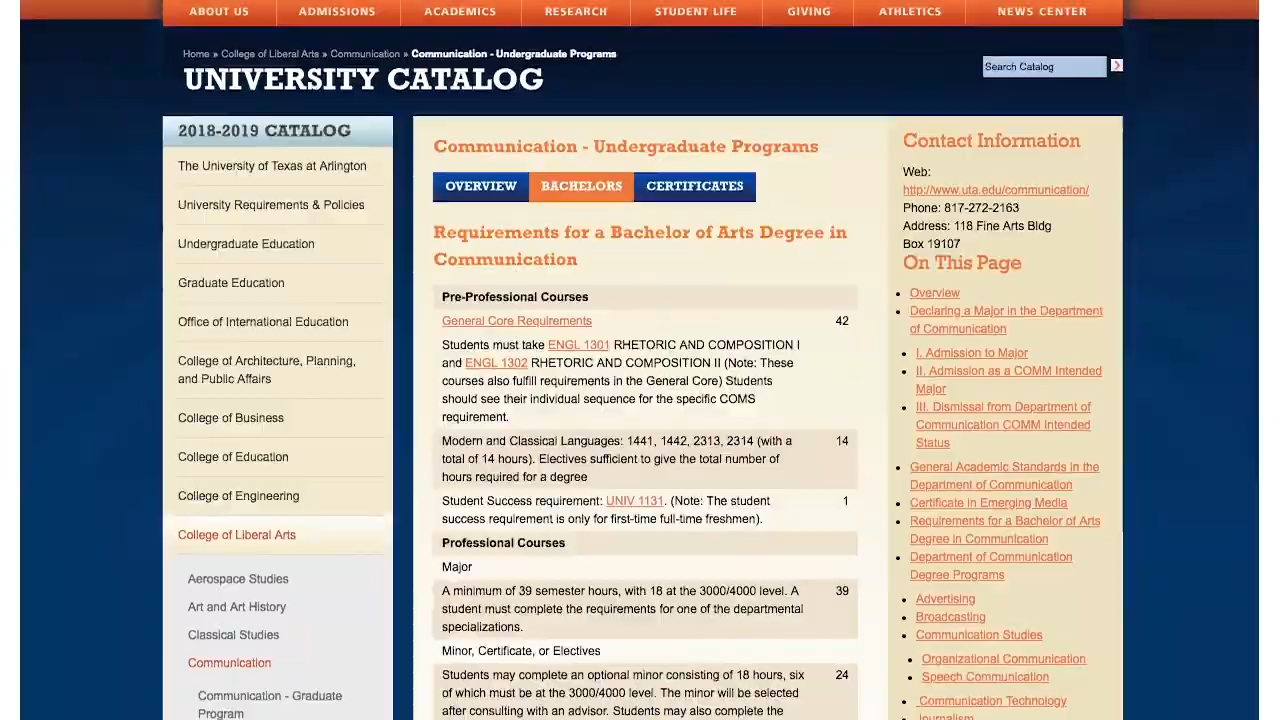 ABOUT US ADMISSIONS ACADEMICS RESEARCH STUDENT LIFE GIVING ATHLETICS NEWS CENTER
Home » College of Liberal Arts » Communication » Communication - Undergraduate Programs
UNIVERSITY CATALOG
Search Catalog
2018-2019 CATALOG
The University of Texas at Arlington
University Requirements & Policies
Undergraduate Education
Graduate Education
Office of International Education
College of Architecture, Planning,
and Public Affairs
College of Business
College of Education
College of Engineering
College of Liberal Arts
Aerospace Studies
Art and Art History
Classical Studies
Communication
Communication - Graduate
Program
Communication - Undergraduate Programs
OVERVIEW BACHELORS CERTIFICATES
Requirements for a Bachelor of Arts Degree in
Communication
Pre-Professional Courses
General Core Requirements 42
Students must take ENGL 1301 RHETORIC AND COMPOSITION I
and ENGL 1302 RHETORIC AND COMPOSITION II (Note: These
courses also fulfill requirements in the General Core) Students
should see their individual sequence for the specific COMS
requirement.
Modern and Classical Languages: 1441, 1442, 2313, 2314 (with a 14
total of 14 hours). Electives sufficient to give the total number of
hours required for a degree
Student Success requirement: UNIV 1131. (Note: The student 1
success requirement is only for first-time full-time freshmen).
Professional Courses
Major
A minimum of 39 semester hours, with 18 at the 3000/4000 level. A 39
student must complete the requirements for one of the departmental
specializations.
Minor, Certificate, or Electives
Students may complete an optional minor consisting of 18 hours, six 24
of which must be at the 3000/4000 level. The minor will be selected
after consulting with an advisor. Students may also complete the
Contact Information
Web:
http://www.uta.edu/communication/
Phone: 817-272-2163
Address: 118 Fine Arts Bldg
Box 19107
On This Page
Overview
Declaring a Major in the Department
of Communication
I. Admission to Major
II. Admission as a COMM Intended
Major
III. Dismissal from Department of
Communication COMM Intended
Status
General Academic Standards in the
Department of Communication
Certificate in Emerging Media
Requirements for a Bachelor of Arts
Degree in Communication
Department of Communication
Degree Programs
Advertising
Broadcasting
Communication Studies
Organizational Communication
Speech Communication
Communication Technology
Journalism